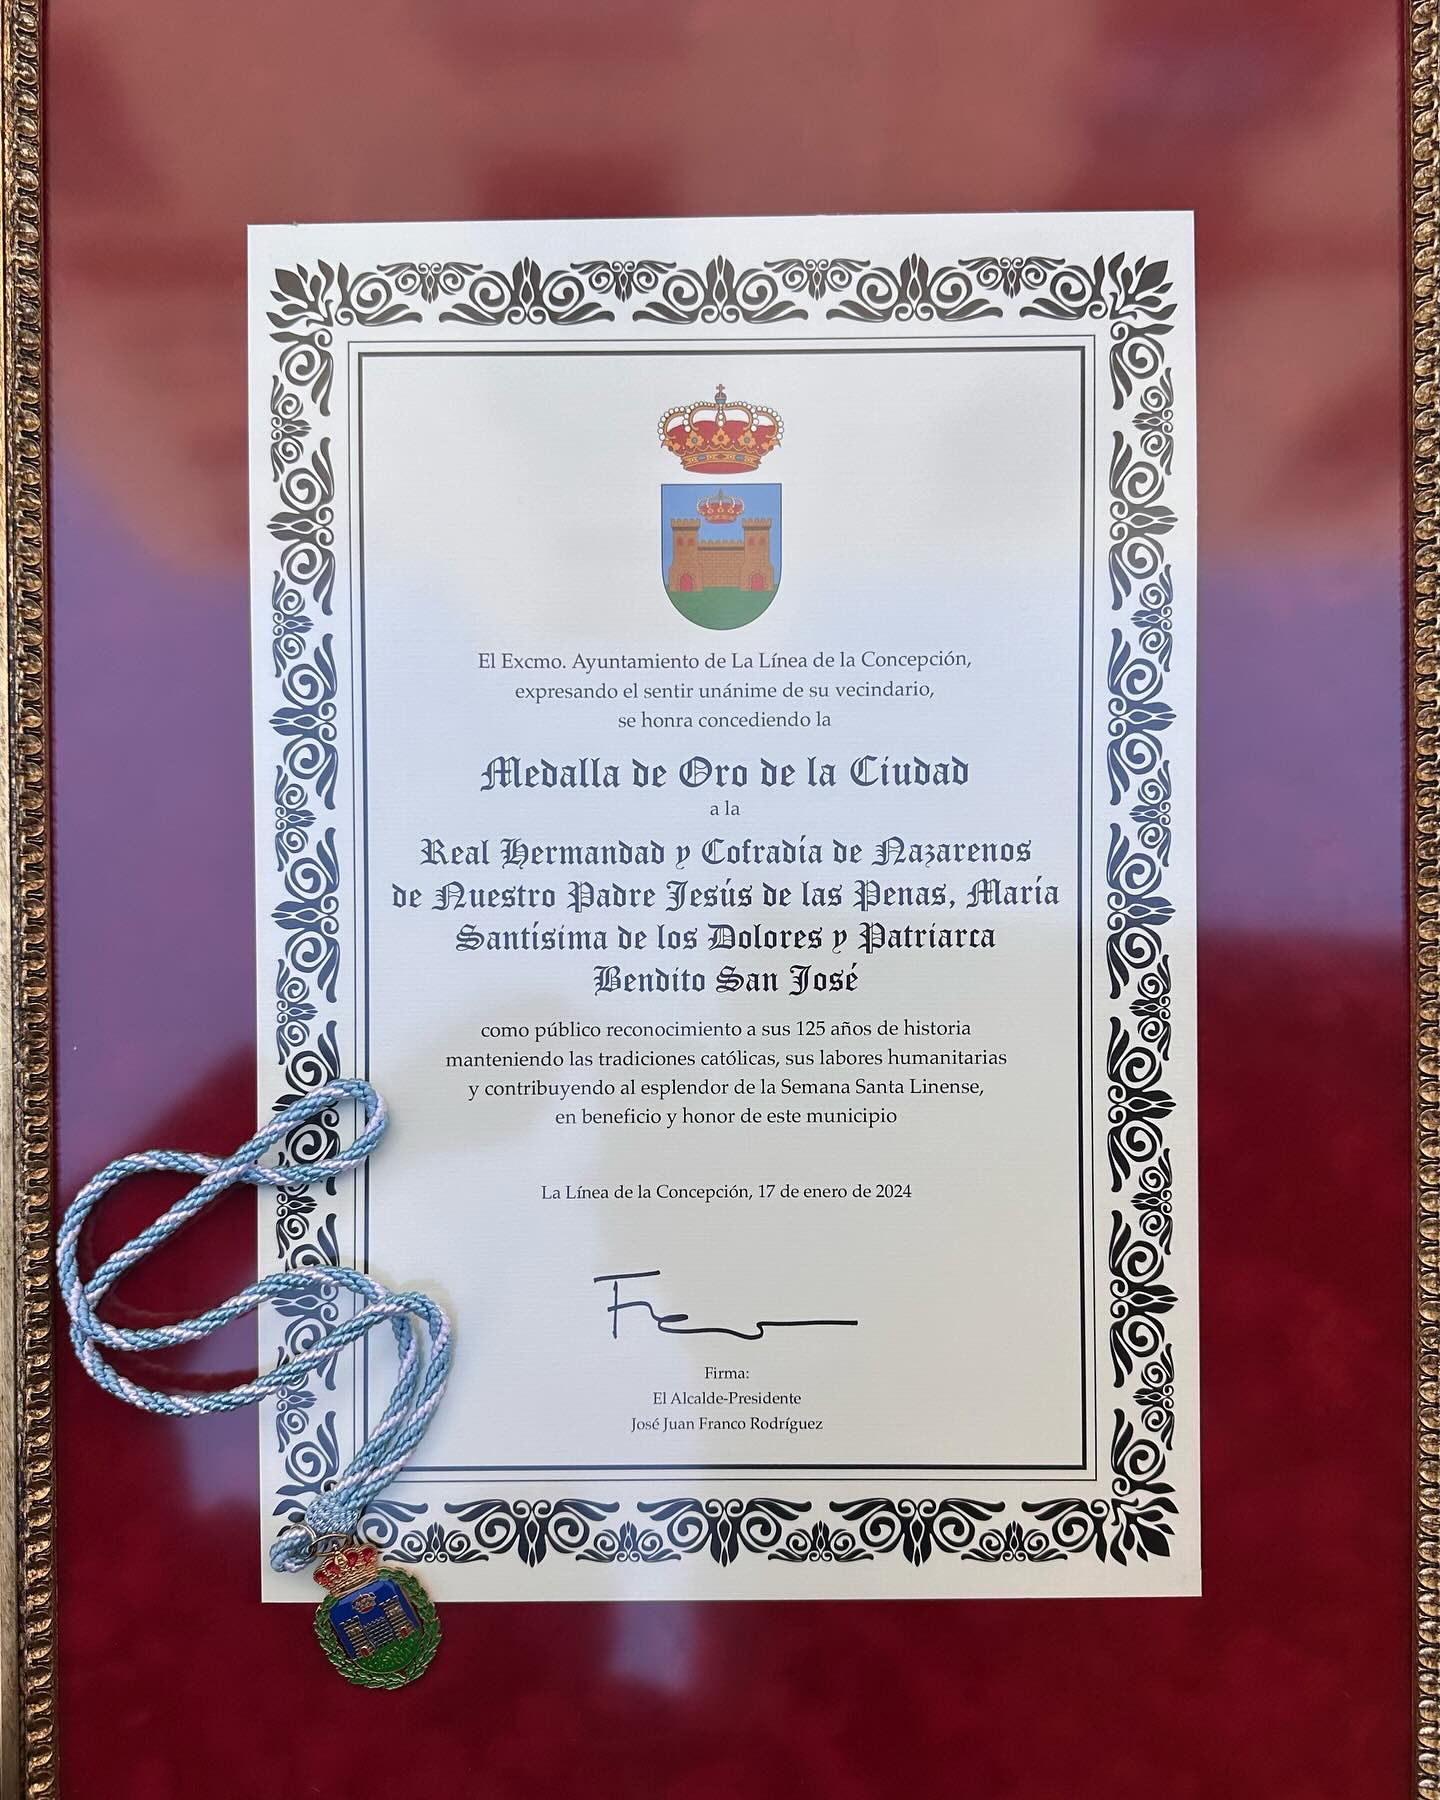 El Excmo. Ayuntamiento de La Línea de la Concepción,
expresando el sentir unánime de su vecindario,
se honra concediendo la
Medalla de Oro de la Ciudad
a la
Real Hermandad y Cofradía de Nazarenos
de Nuestro Padre Jesús de las Penas, María
Santísima de los Dolores y Patriarca
Bendito San José
como público reconocimiento a sus 125 años de historia
manteniendo las tradiciones católicas, sus labores humanitarias
y contribuyendo al esplendor de la Semana Santa Linense,
en beneficio y honor de este municipio
La Línea de la Concepción, 17 de enero de 2024
Firma:
El Alcalde-Presidente
José Juan Franco Rodríguez